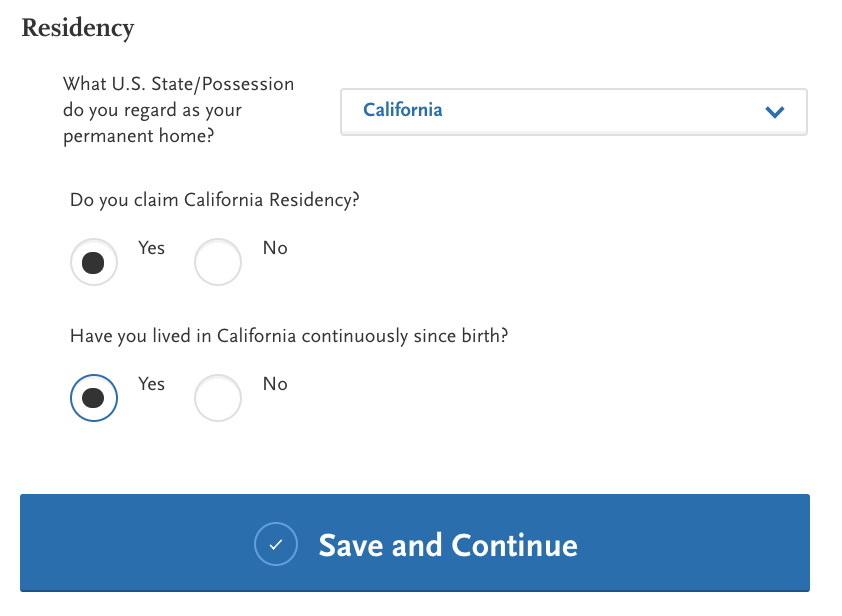 Residency
What U.S. State/Possession
do you regard as your
permanent home?
California
Do you claim California Residency?
Yes No
Have you lived in California continuously since birth?
Yes No
Save and Continue